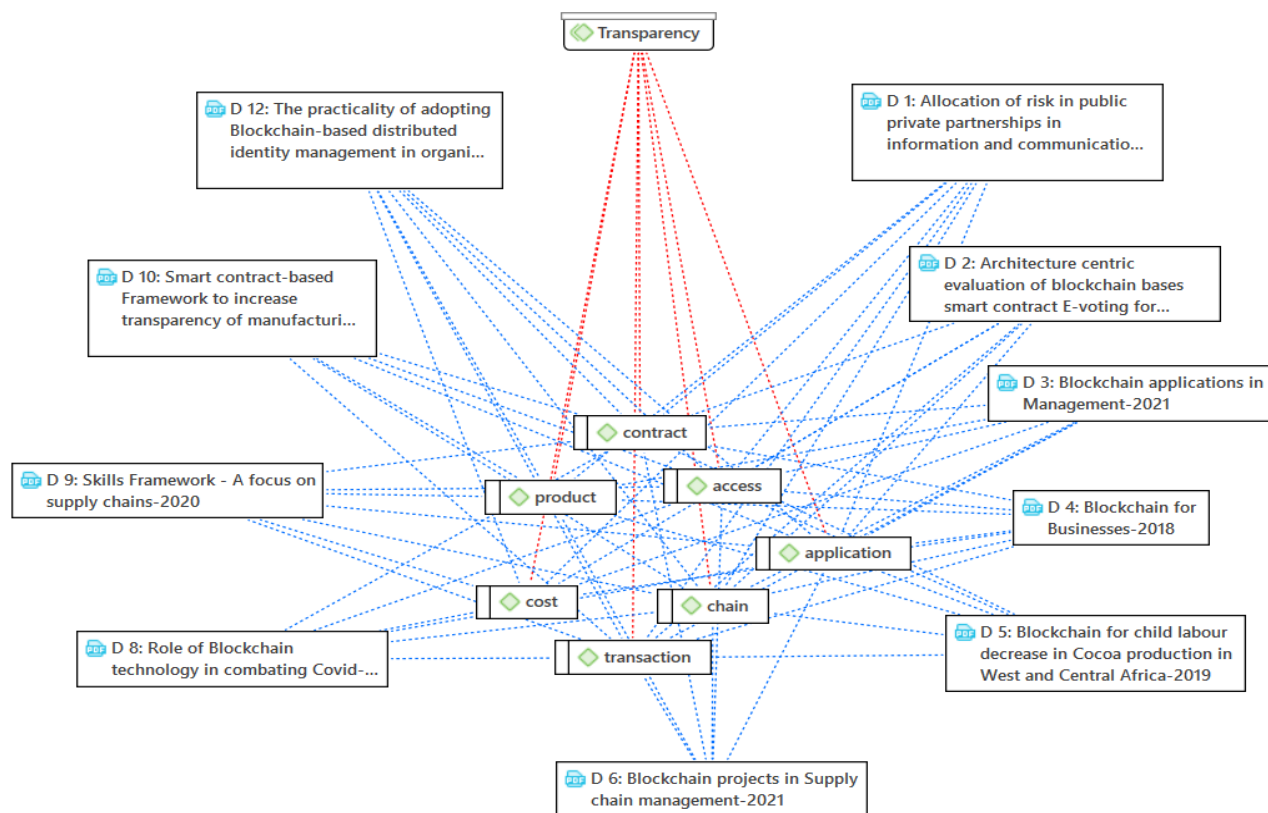 Transparency
D 12: The practicality of adopting
Blockchain-based distributed
identity management in organi...
D 1: Allocation of risk in public
private partnerships in
information and communicatio...
D 10: Smart contract-based
Framework to increase
transparency of manufacturi...
D 2: Architecture centric
evaluation of blockchain bases
smart contract E-voting for...
D 3: Blockchain applications in
Management-2021
contract
D 9: Skills Framework - A focus on
supply chains-2020
product
access
D 4: Blockchain for
Businesses-2018
application
cost
chain
D 8: Role of Blockchain
technology in combating Covid-...
transaction
D 5: Blockchain for child labour
decrease in Cocoa production in
West and Central Africa-2019
D 6: Blockchain projects in Supply
chain management-2021